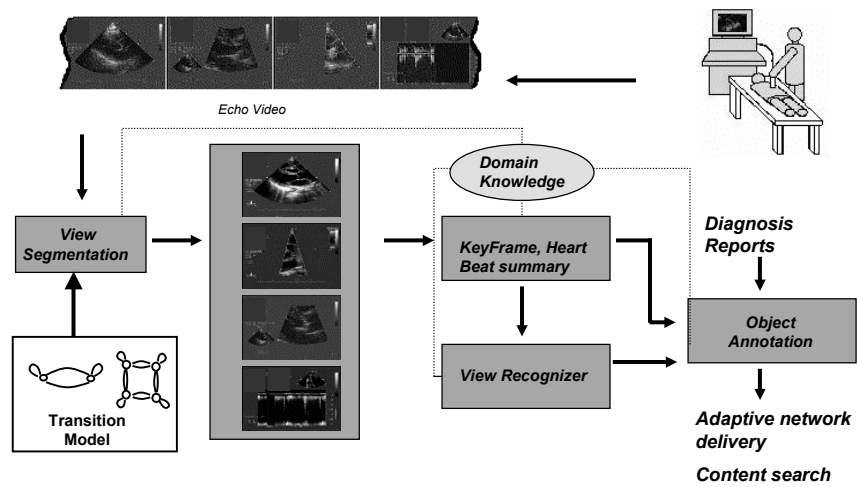 Echo Video
Domain
Knowledge
View
Segmentation
KeyFrame, Heart
Beat summary
Diagnosis
Reports
Object
Annotation
View Recognizer
Transition
Model
Adaptive network
delivery
Content search